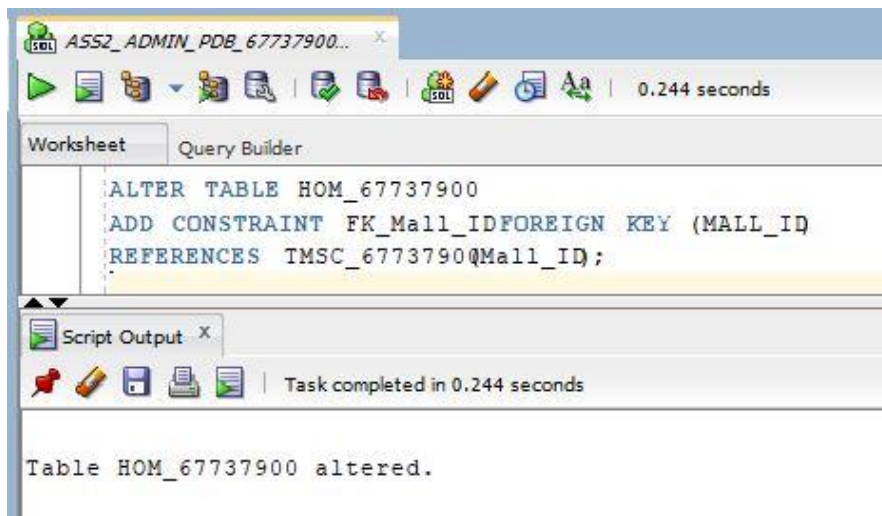 ASS2_ADMIN_PDB_67737900...
SQL
0.244 seconds
Worksheet
Query Builder
ALTER TABLE HOM_67737900
ADD CONSTRAINT FK_Mall_IDFOREIGN KEY (MALL_ID)
REFERENCES TMSC_67737900(Mall_ID);
Script Output
Task completed in 0.244 seconds
Table HOM_67737900 altered.